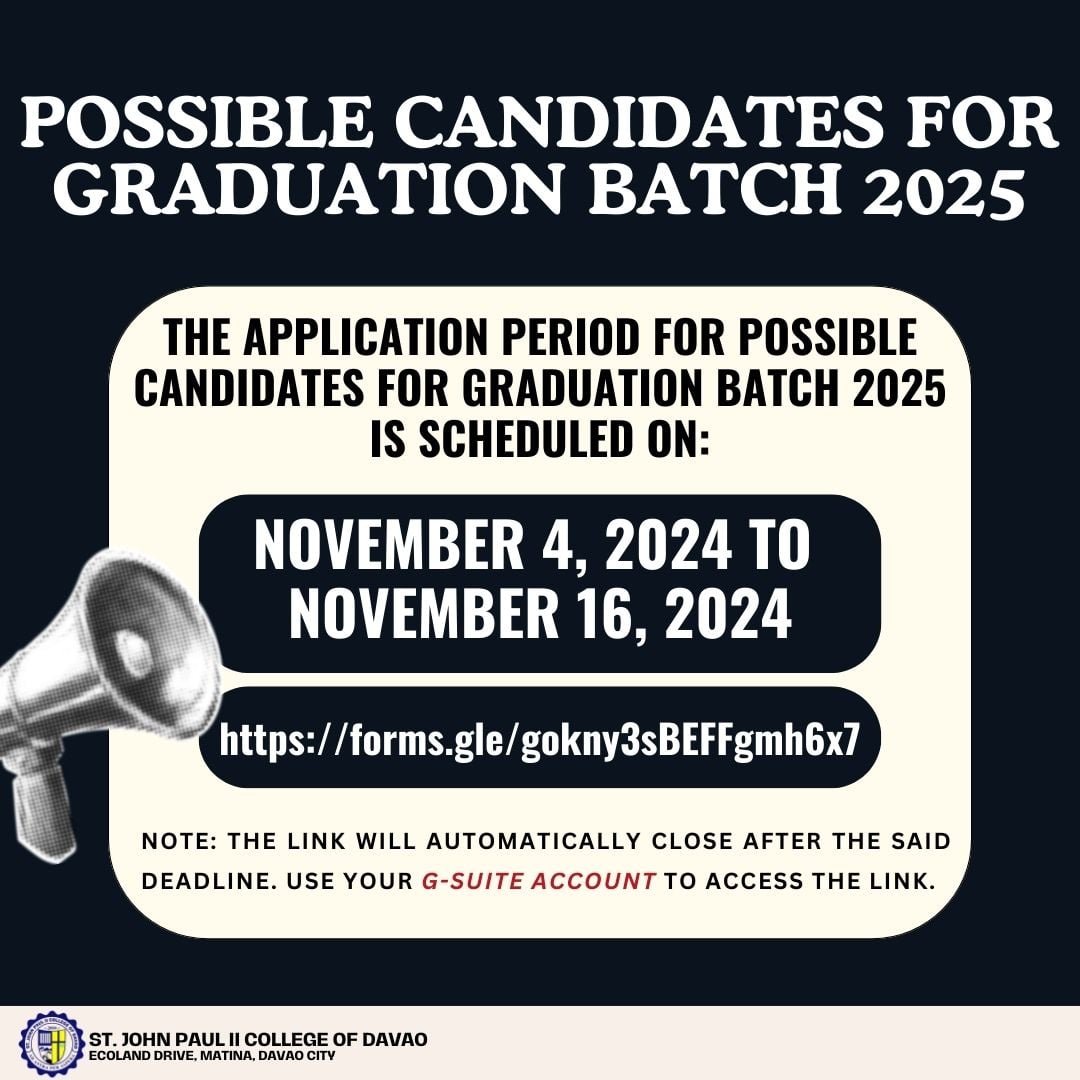 POSSIBLE CANDIDATES FOR
GRADUATION BATCH 2025
THE APPLICATION PERIOD FOR POSSIBLE
CANDIDATES FOR GRADUATION BATCH 2025
IS SCHEDULED ON:
NOVEMBER 4, 2024 TO
NOVEMBER 16, 2024
https://forms.gle/gokny3sBEFFgmh6x7
NOTE: THE LINK WILL AUTOMATICALLY CLOSE AFTER THE SAID
DEADLINE. USE YOUR G-SUITE ACCOUNT TO ACCESS THE LINK.
ST. JOHN PAUL II COLLEGE OF DAVAO
ECOLAND DRIVE, MATINA, DAVAO CITY